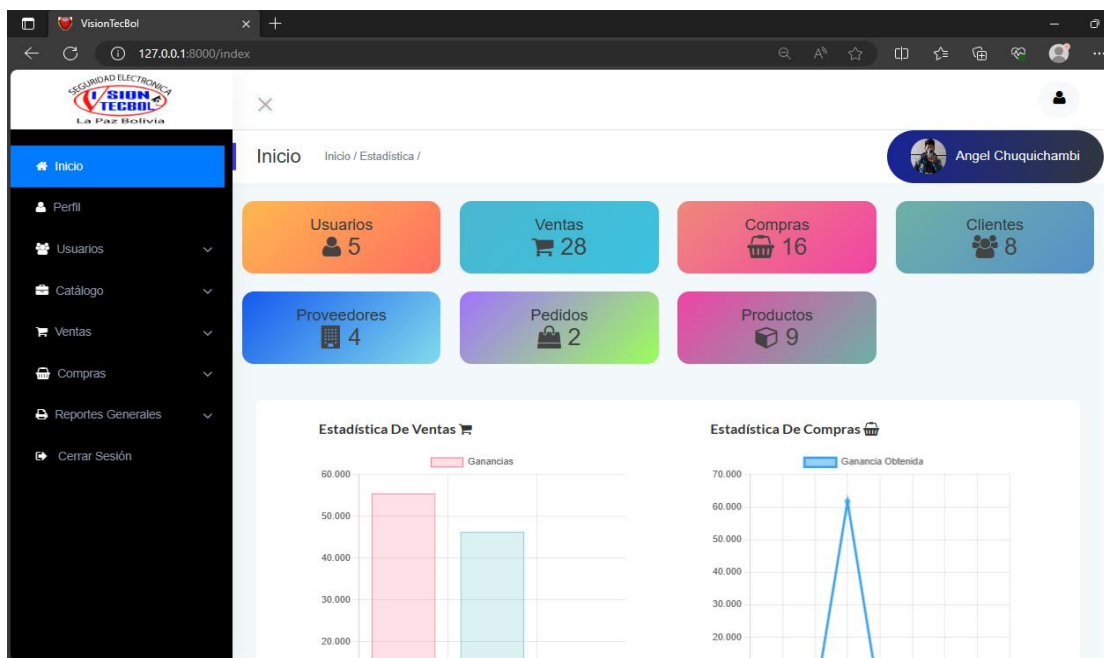 VisionTecBol
127.0.0.1:8000/index
SEGURIDAD ELECTRONICA
VISION
TECBOL
La Paz Bolivia
Inicio
Perfil
Usuarios
Catálogo
Ventas
Compras
Reportes Generales
Cerrar Sesión
Inicio
Inicio / Estadística /
Angel Chuquichambi
Usuarios
5
Ventas
28
Compras
16
Clientes
8
Proveedores
4
Pedidos
2
Productos
9
Estadística De Ventas
Ganancias
60.000
50.000
40.000
30.000
20.000
Estadística De Compras
Ganancia Obtenida
70.000
60.000
50.000
40.000
30.000
20.000